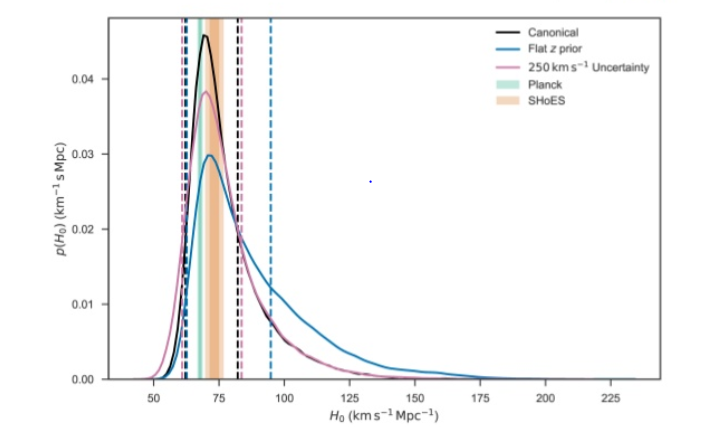 Canonical
Flat z prior
250 km s⁻¹ Uncertainty
Planck
SHoES
0.04
0.03
0.02
0.01
0.00
p(H₀) (km⁻¹ s Mpc)
50 75 100 125 150 175 200 225
H₀ (km s⁻¹ Mpc⁻¹)